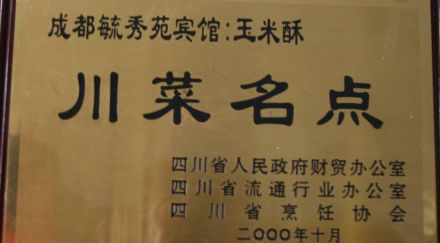 成都毓秀苑宾馆:玉米酥
川菜名点
四川省人民政府财贸办公室
四川省流通行业办公室
四川省烹饪协会
二000年十月